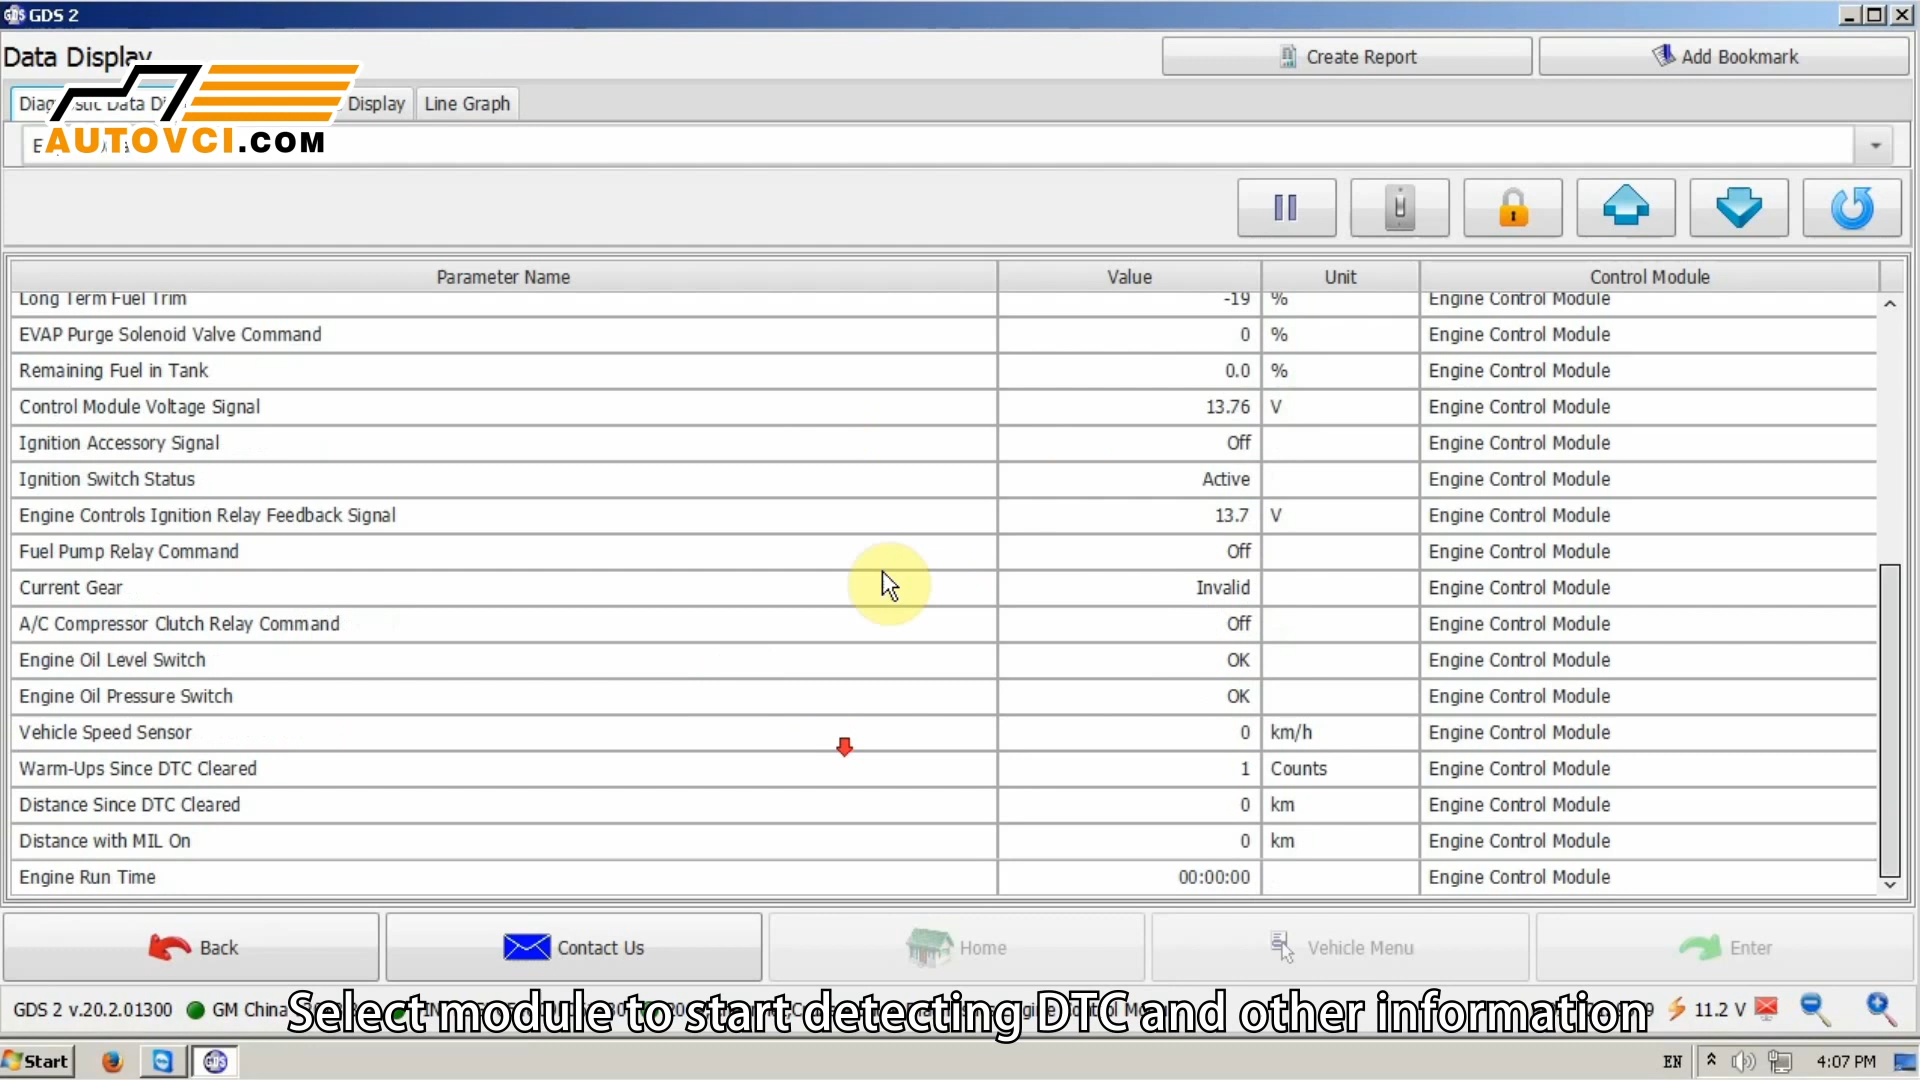 GDS 2
Data Display
Create Report
Add Bookmark
Display
Line Graph
AUTOVCI.COM
Parameter Name Value Unit Control Module
Long Term Fuel Trim -19 % Engine Control Module
EVAP Purge Solenoid Valve Command 0 % Engine Control Module
Remaining Fuel in Tank 0.0 % Engine Control Module
Control Module Voltage Signal 13.76 V Engine Control Module
Ignition Accessory Signal Off Engine Control Module
Ignition Switch Status Active Engine Control Module
Engine Controls Ignition Relay Feedback Signal 13.7 V Engine Control Module
Fuel Pump Relay Command Off Engine Control Module
Current Gear Invalid Engine Control Module
A/C Compressor Clutch Relay Command Off Engine Control Module
Engine Oil Level Switch OK Engine Control Module
Engine Oil Pressure Switch OK Engine Control Module
Vehicle Speed Sensor 0 km/h Engine Control Module
Warm-Ups Since DTC Cleared 1 Counts Engine Control Module
Distance Since DTC Cleared 0 km Engine Control Module
Distance with MIL On 0 km Engine Control Module
Engine Run Time 00:00:00 Engine Control Module
Back Contact Us Home Vehicle Menu Enter
GDS 2 v.20.2.01300 GM China 11.2 V
Select module to start detecting DTC and other information
Start GDS EN 4:07 PM